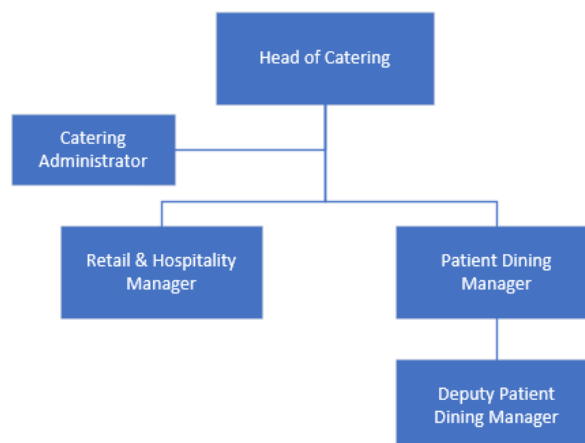 Head of Catering
Catering
Administrator
Retail & Hospitality
Manager
Patient Dining
Manager
Deputy Patient
Dining Manager